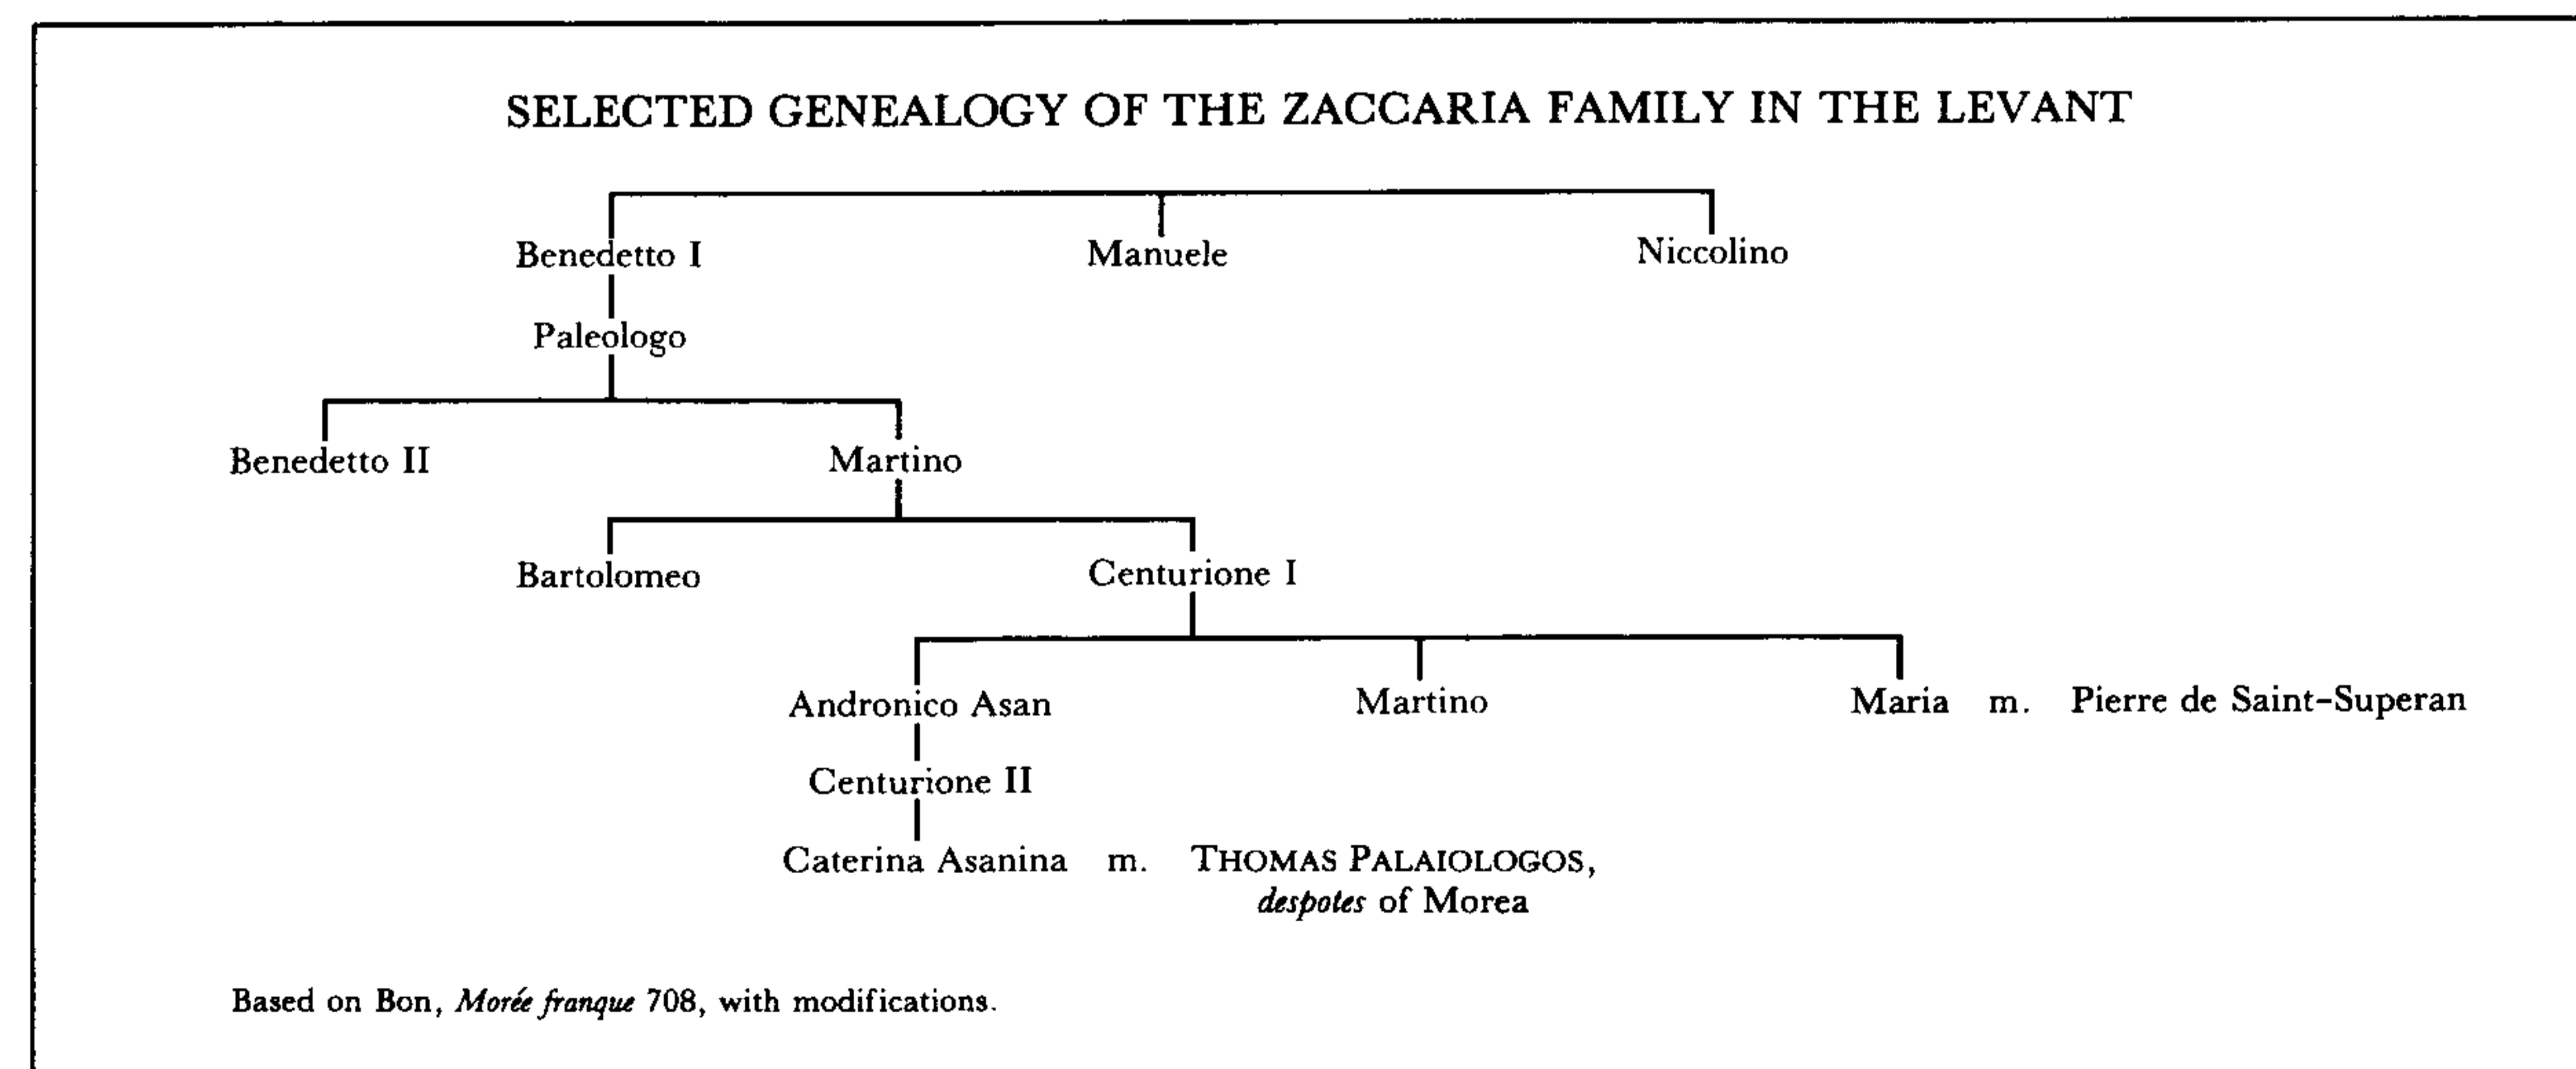 SELECTED GENEALOGY OF THE ZACCARIA FAMILY IN THE LEVANT
Benedetto I Manuele Niccolino
Paleologo
Benedetto II Martino
Bartolomeo Centurione I
Andronico Asan Martino Maria m. Pierre de Saint-Superan
Centurione II
Caterina Asanina m. THOMAS PALAIOLOGOS,
despotes of Morea
Based on Bon, Morée franque 708, with modifications.